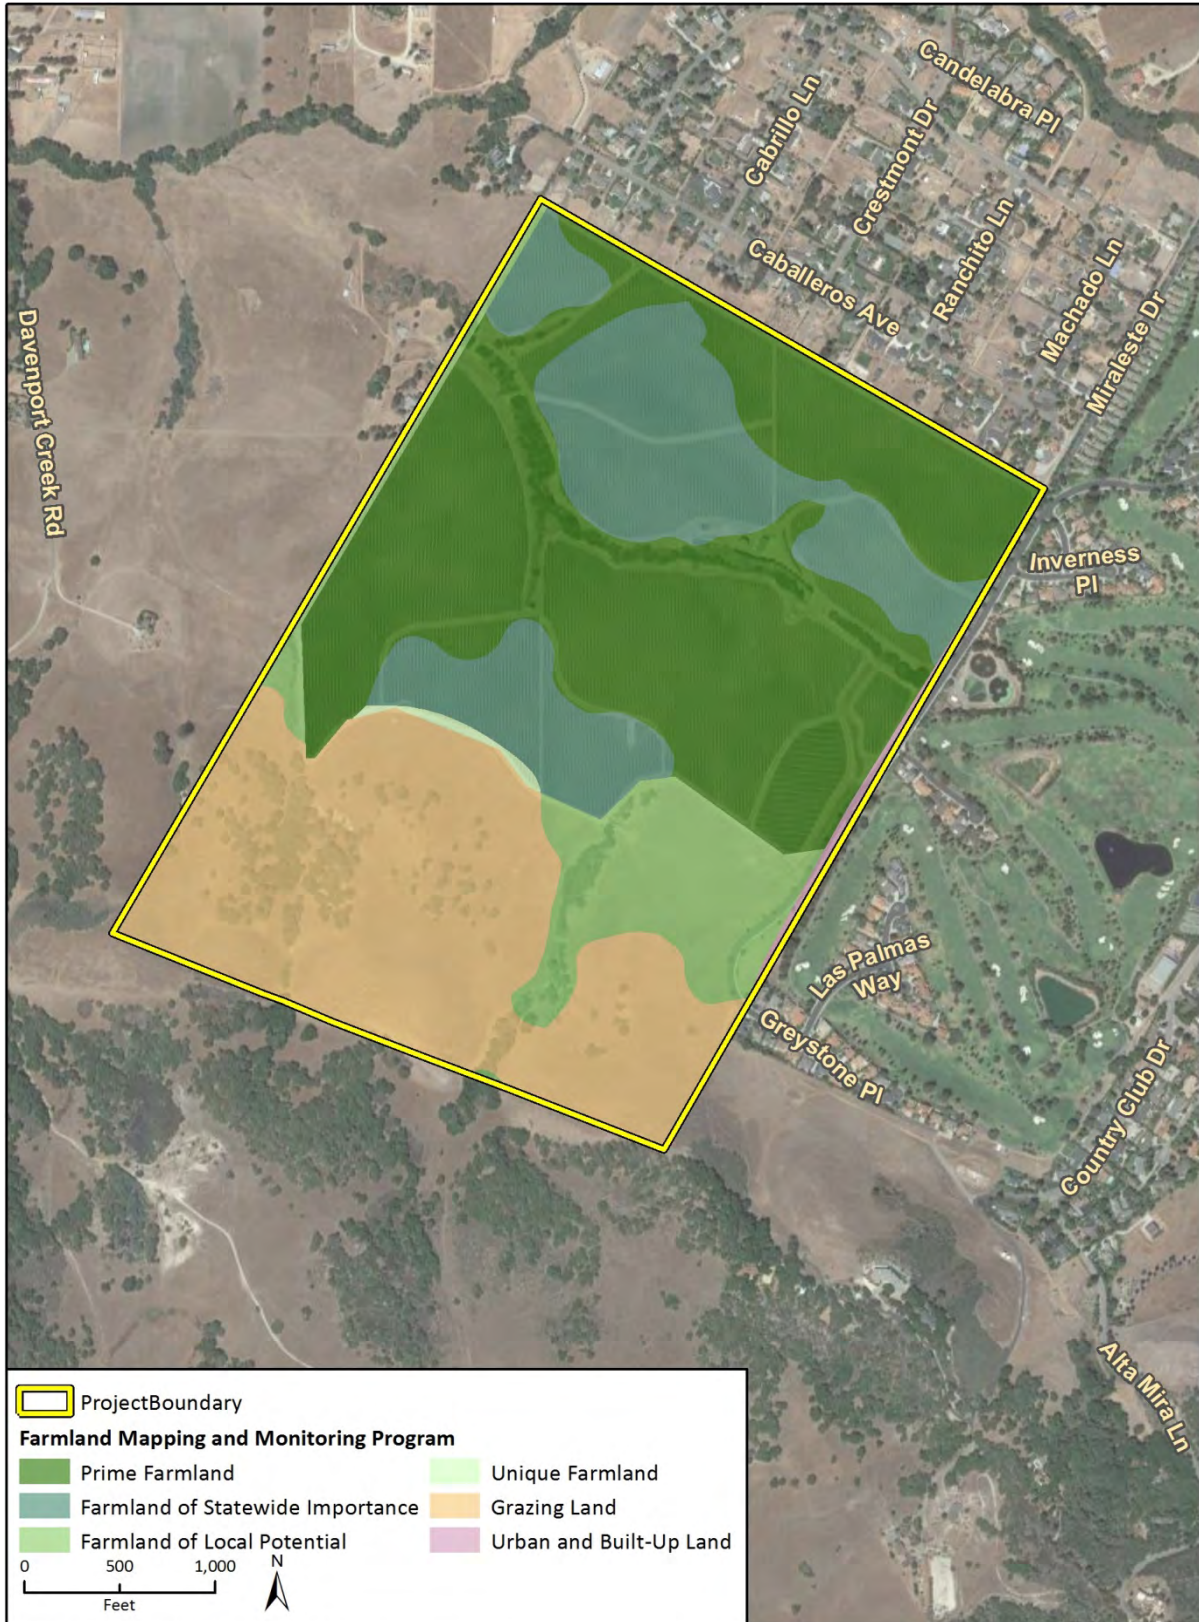 Candelabra Pl
Cabrillo Ln
Crestmont Dr
Ranchito Ln
Caballeros Ave
Machado Ln
Miraleste Dr
Davenport Creek Rd
Inverness
Pl
Las Palmas
Way
Greystone Pl
Country Club Dr
Alta Mira Ln
ProjectBoundary
Farmland Mapping and Monitoring Program
Prime Farmland
Farmland of Statewide Importance
Farmland of Local Potential
Unique Farmland
Grazing Land
Urban and Built-Up Land
0 500 1,000
Feet
N